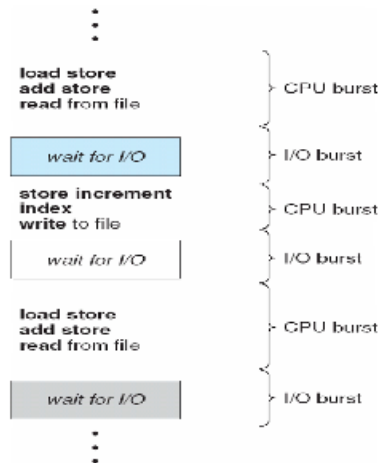 load store
add store
read from file
CPU burst
wait for I/O
I/O burst
store increment
index
write to file
CPU burst
wait for I/O
I/O burst
load store
add store
read from file
CPU burst
wait for I/O
I/O burst